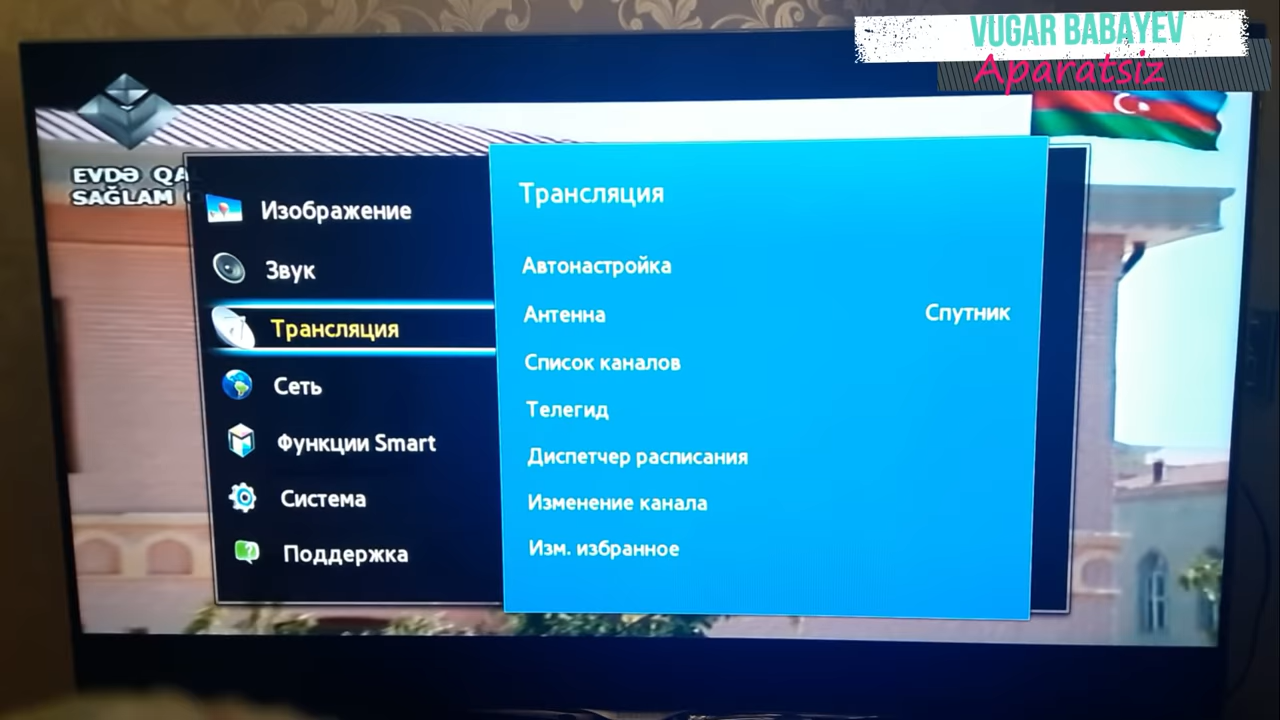 VUGAR BABAYEV
Aparatsiz
EVDƏ QA
SAĞLAM
Изображение
Звук
Трансляция
Сеть
Функции Smart
Система
Поддержка
Трансляция
Автонастройка
Антенна Спутник
Список каналов
Телегид
Диспетчер расписания
Изменение канала
Изм. избранное